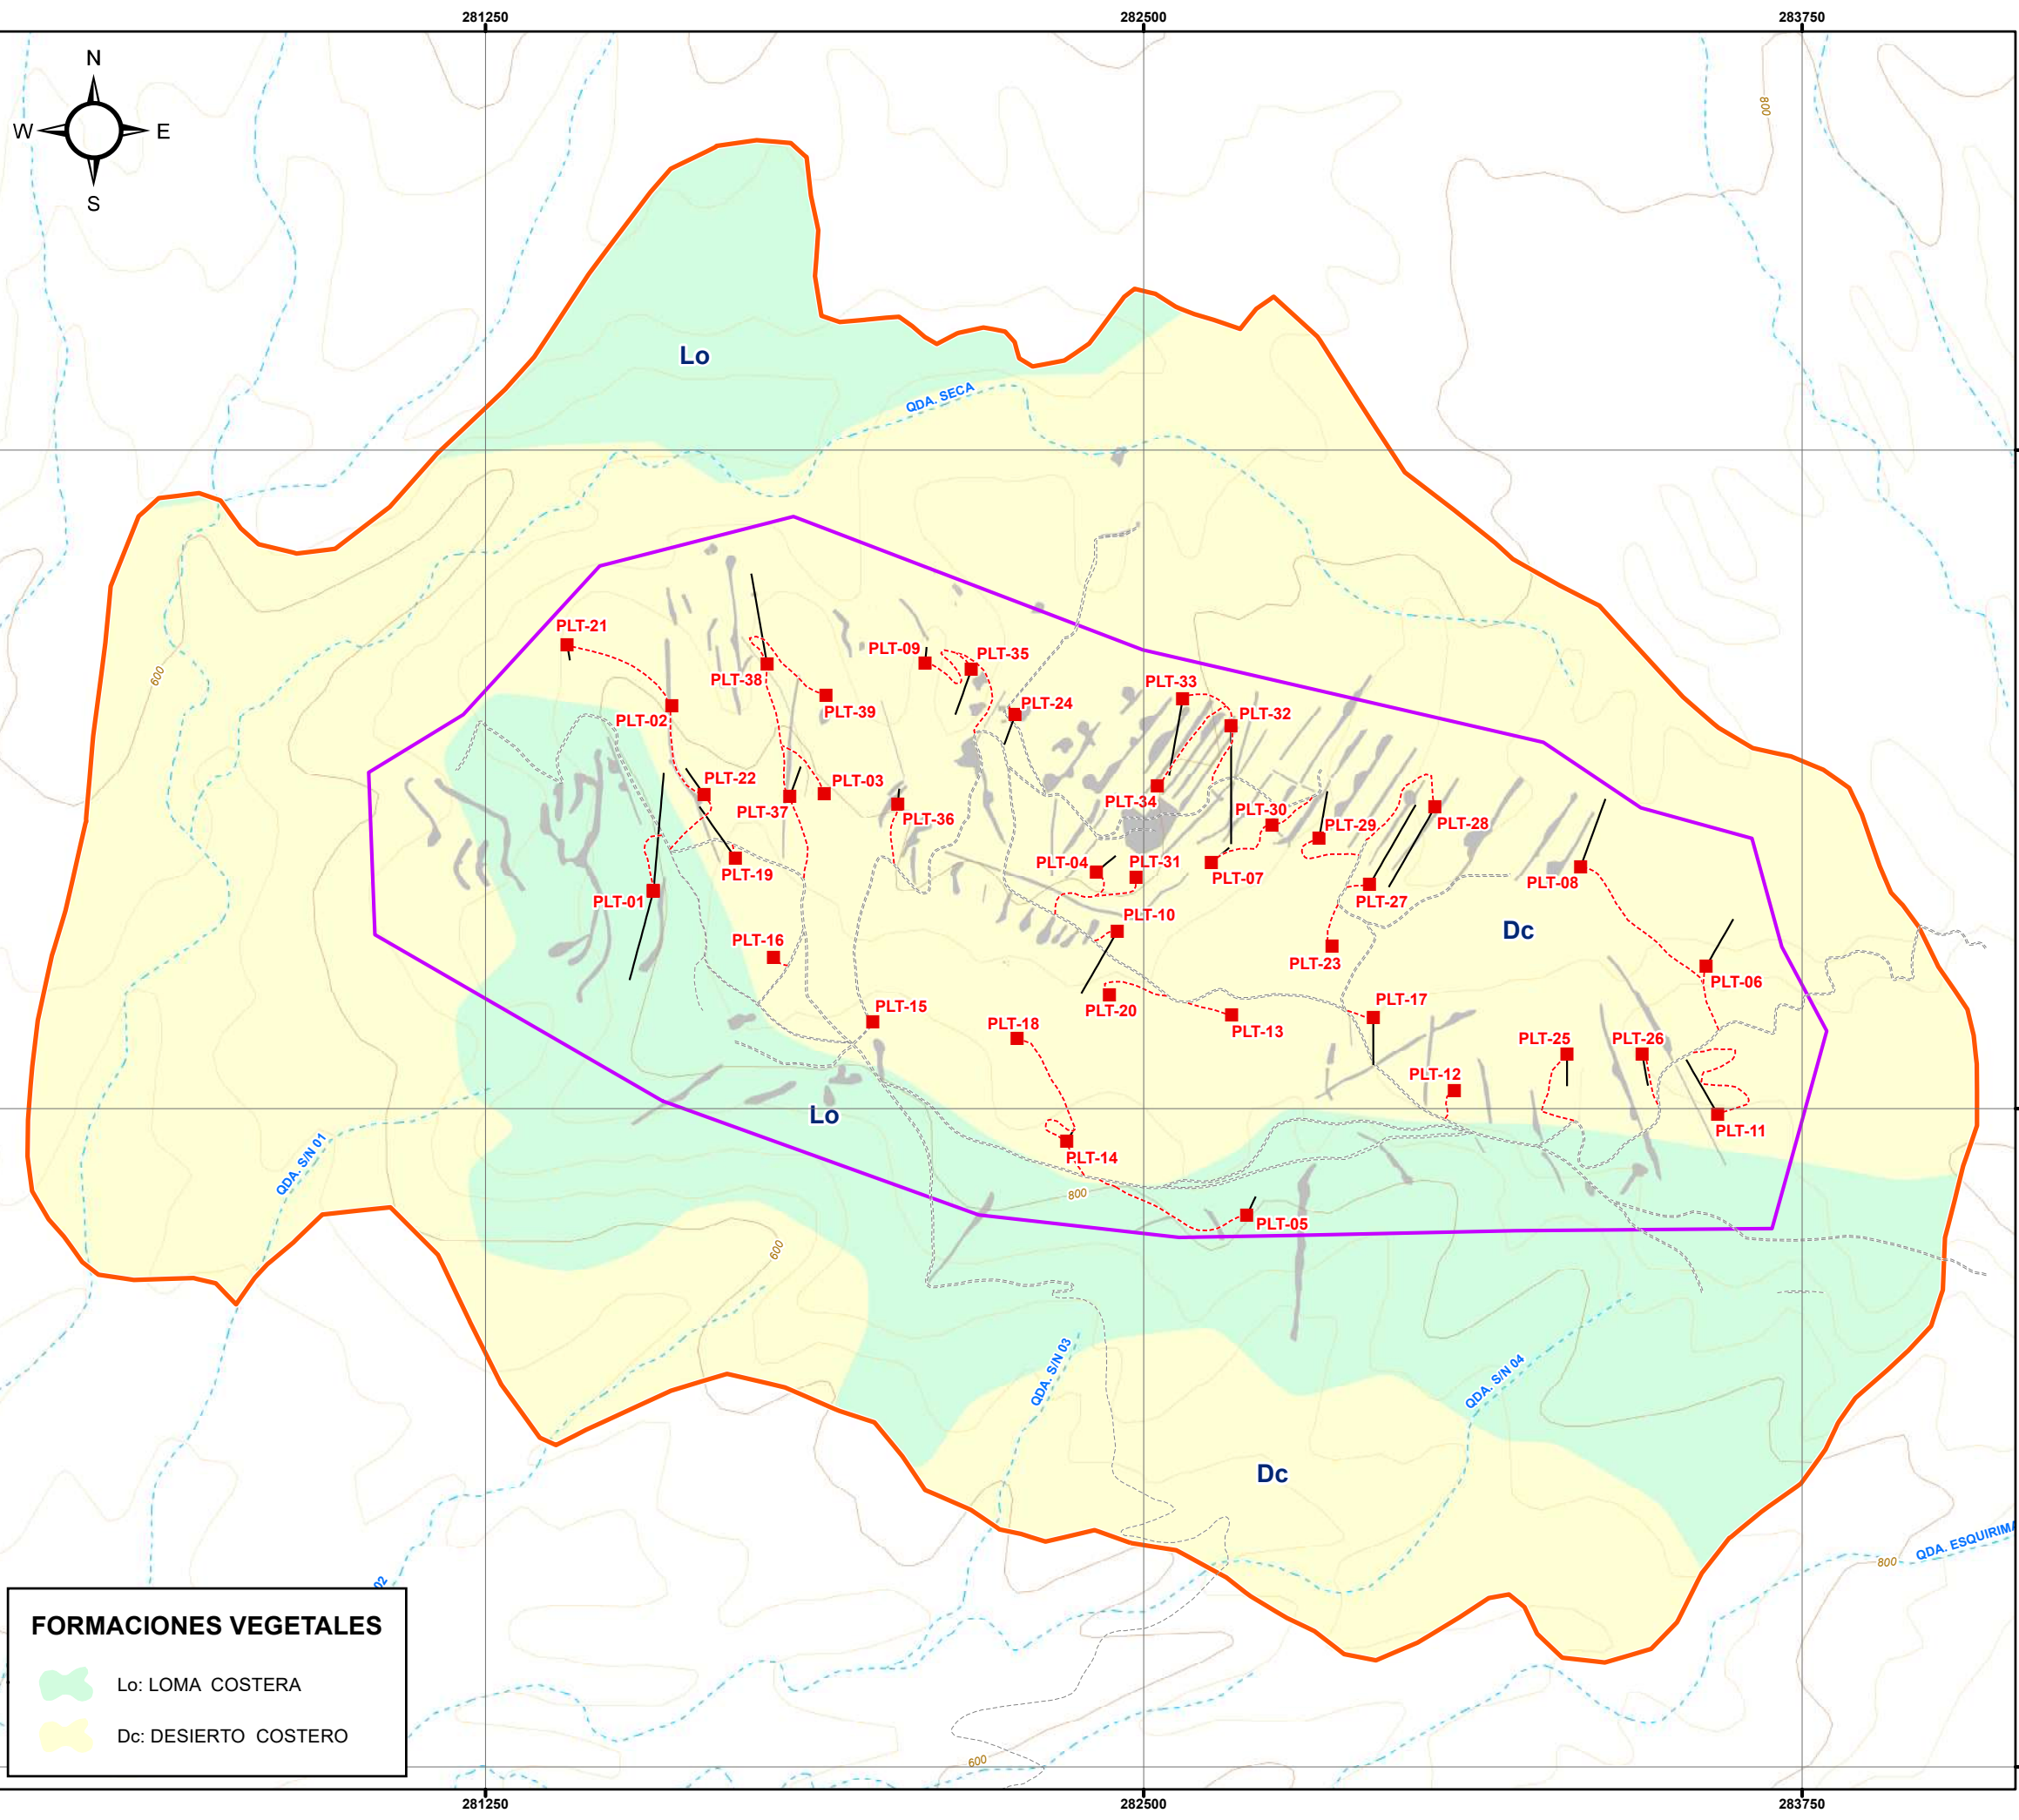 281250 282500 283750
N
W E
S
800
Lo
QDA. SECA
600
PLT-21
PLT-38
PLT-09
PLT-35
PLT-33
PLT-02
PLT-39
PLT-24
PLT-32
PLT-22
PLT-37
PLT-03
PLT-36
PLT-34
PLT-30
PLT-29
PLT-28
PLT-19
PLT-04
PLT-31
PLT-07
PLT-08
PLT-01
PLT-27
PLT-10
Dc
PLT-16
PLT-23
PLT-06
PLT-15
PLT-20
PLT-13
PLT-17
PLT-18
PLT-25
PLT-26
PLT-12
Lo
PLT-11
PLT-14
QDA. S/N 01
800
PLT-05
600
QDA. S/N 03
QDA. S/N 04
Dc
QDA. ESQUIRIMA
800
02
FORMACIONES VEGETALES
Lo: LOMA COSTERA
Dc: DESIERTO COSTERO
600
281250 282500 283750